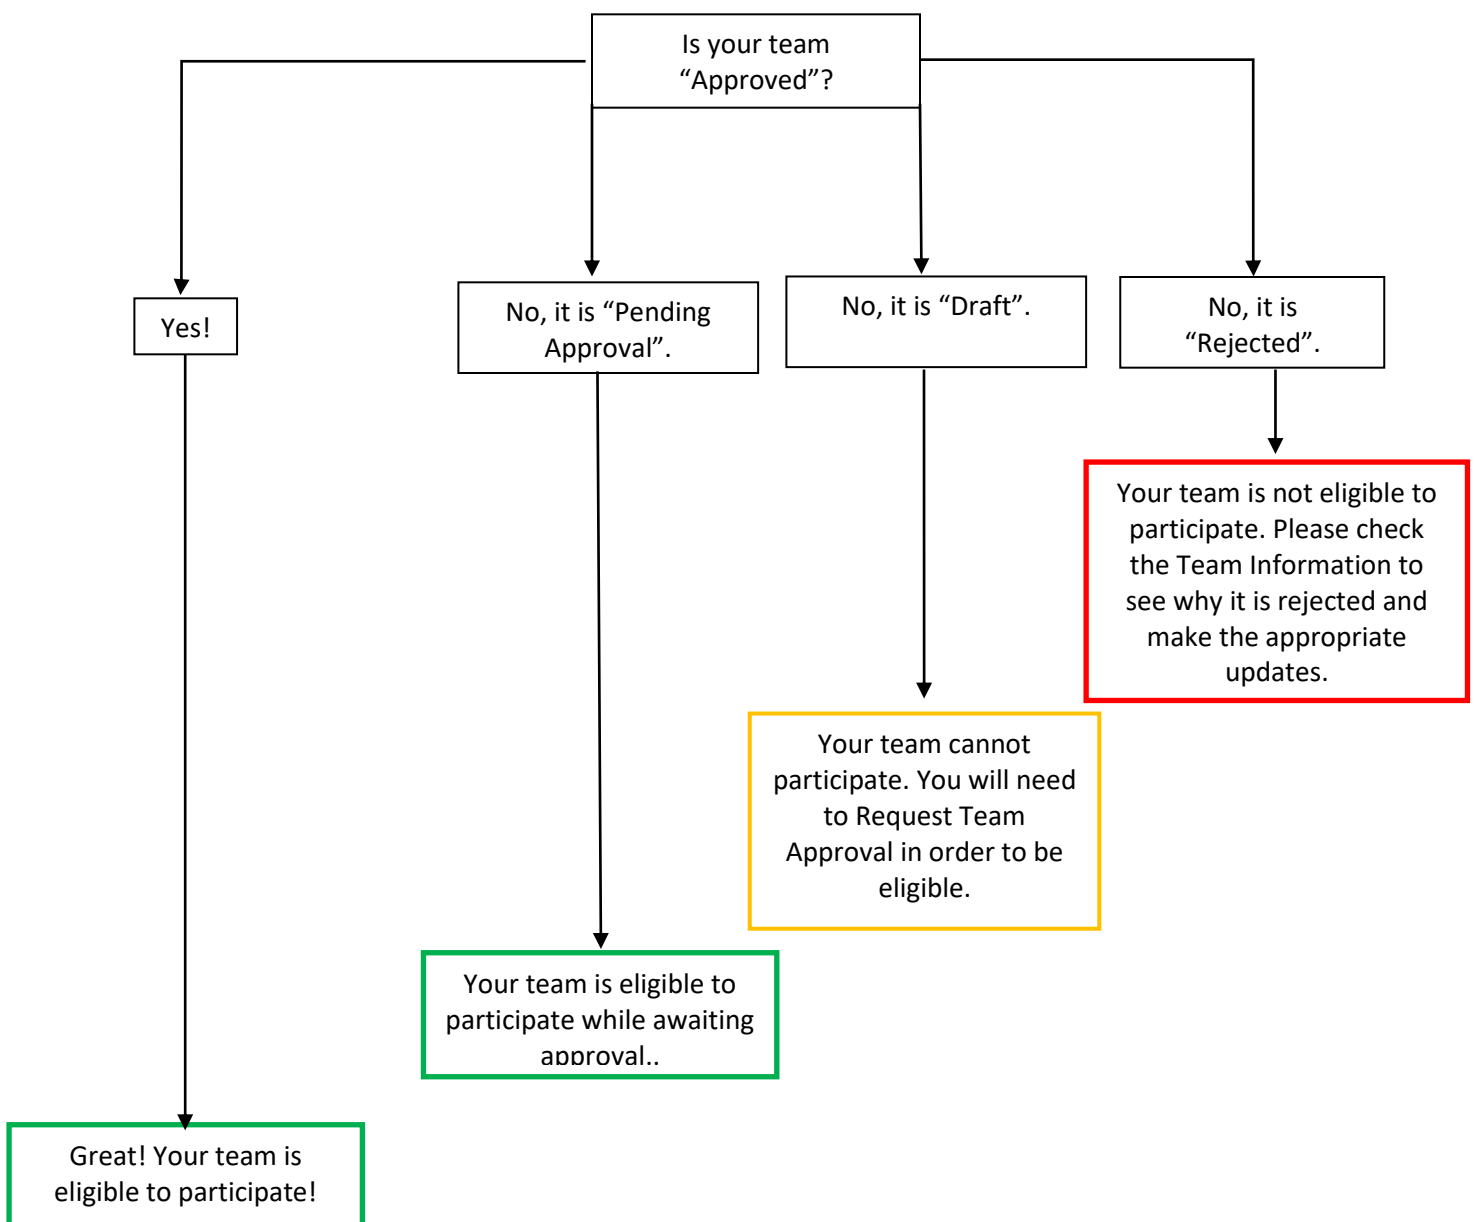 Is your team
“Approved”?
Yes!
No, it is “Pending
Approval”.
No, it is “Draft”.
No, it is
“Rejected”.
Your team is not eligible to
participate. Please check
the Team Information to
see why it is rejected and
make the appropriate
updates.
Your team cannot
participate. You will need
to Request Team
Approval in order to be
eligible.
Your team is eligible to
participate while awaiting
approval..
Great! Your team is
eligible to participate!